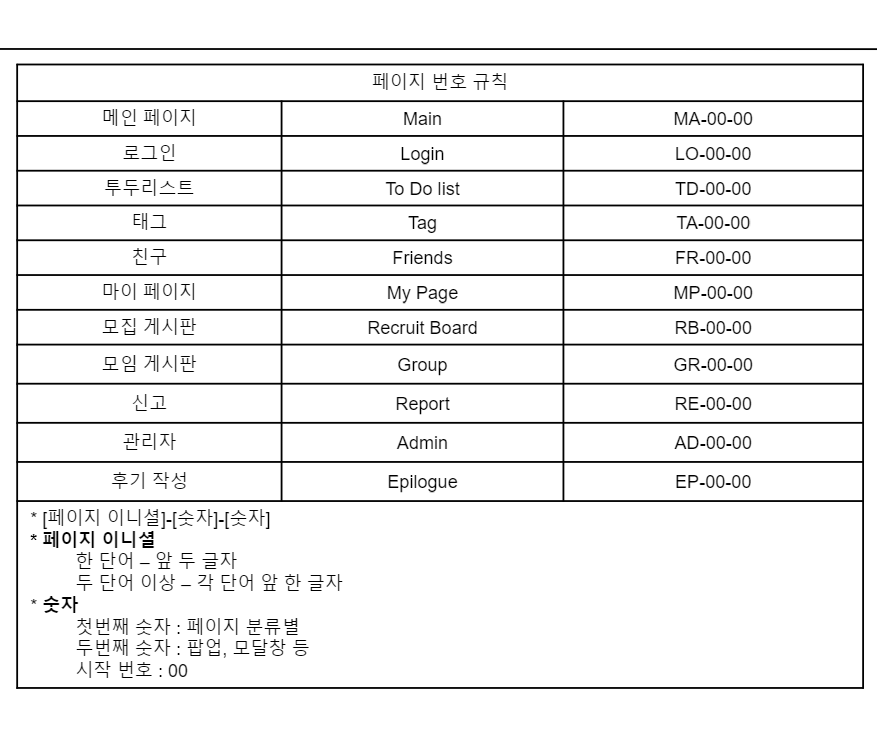 페이지 번호 규칙
메인 페이지 Main MA-00-00
로그인 Login LO-00-00
투두리스트 To Do list TD-00-00
태그 Tag TA-00-00
친구 Friends FR-00-00
마이 페이지 My Page MP-00-00
모집 게시판 Recruit Board RB-00-00
모임 게시판 Group GR-00-00
신고 Report RE-00-00
관리자 Admin AD-00-00
후기 작성 Epilogue EP-00-00
* [페이지 이니셜]-[숫자]-[숫자]
* 페이지 이니셜
한 단어 – 앞 두 글자
두 단어 이상 – 각 단어 앞 한 글자
* 숫자
첫번째 숫자 : 페이지 분류별
두번째 숫자 : 팝업, 모달창 등
시작 번호 : 00